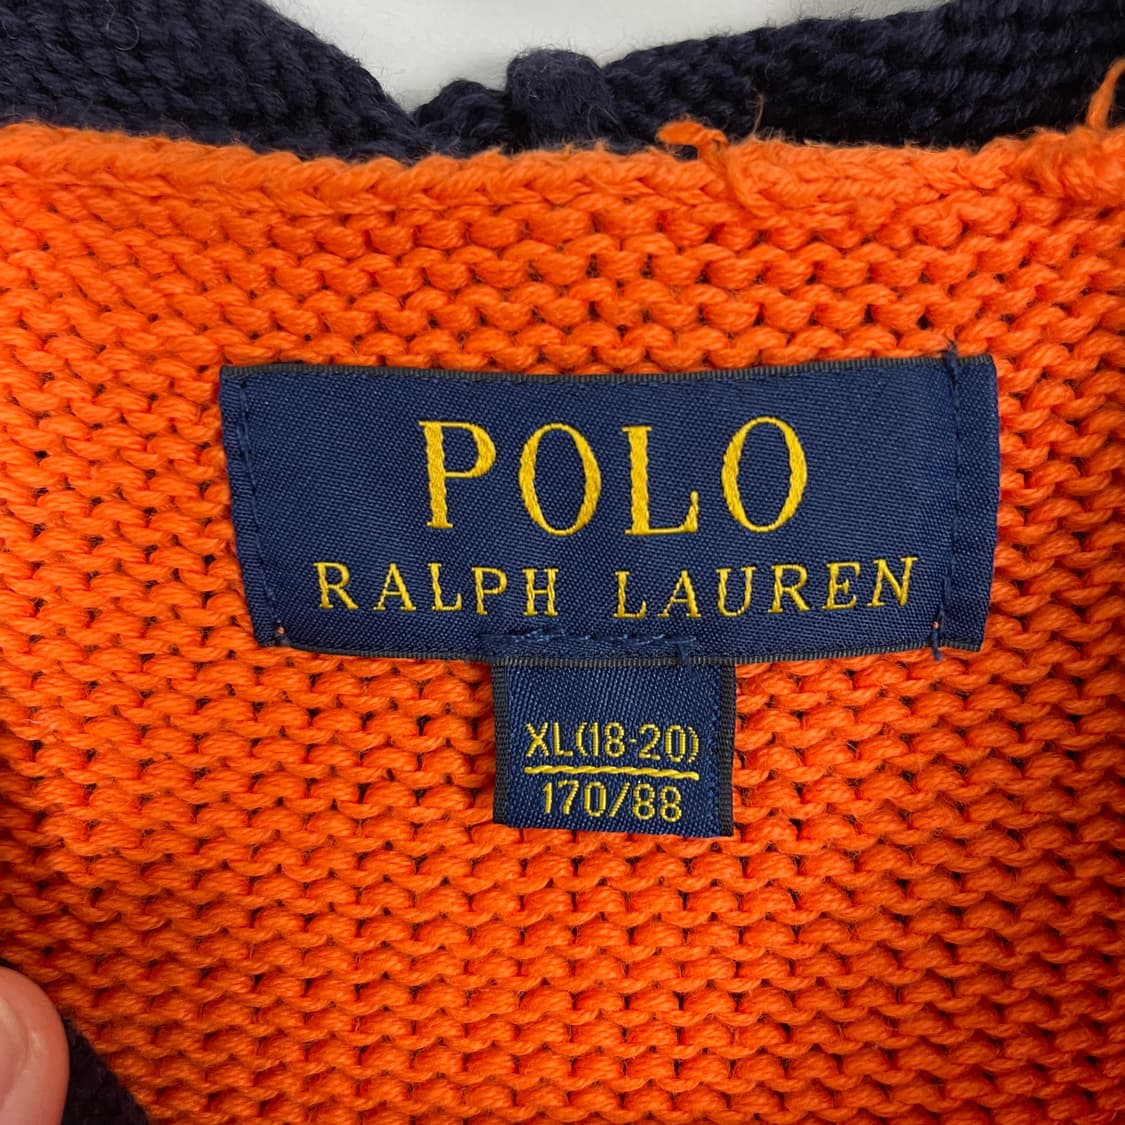 POLO
RALPH LAUREN
XL(18-20)
170/88